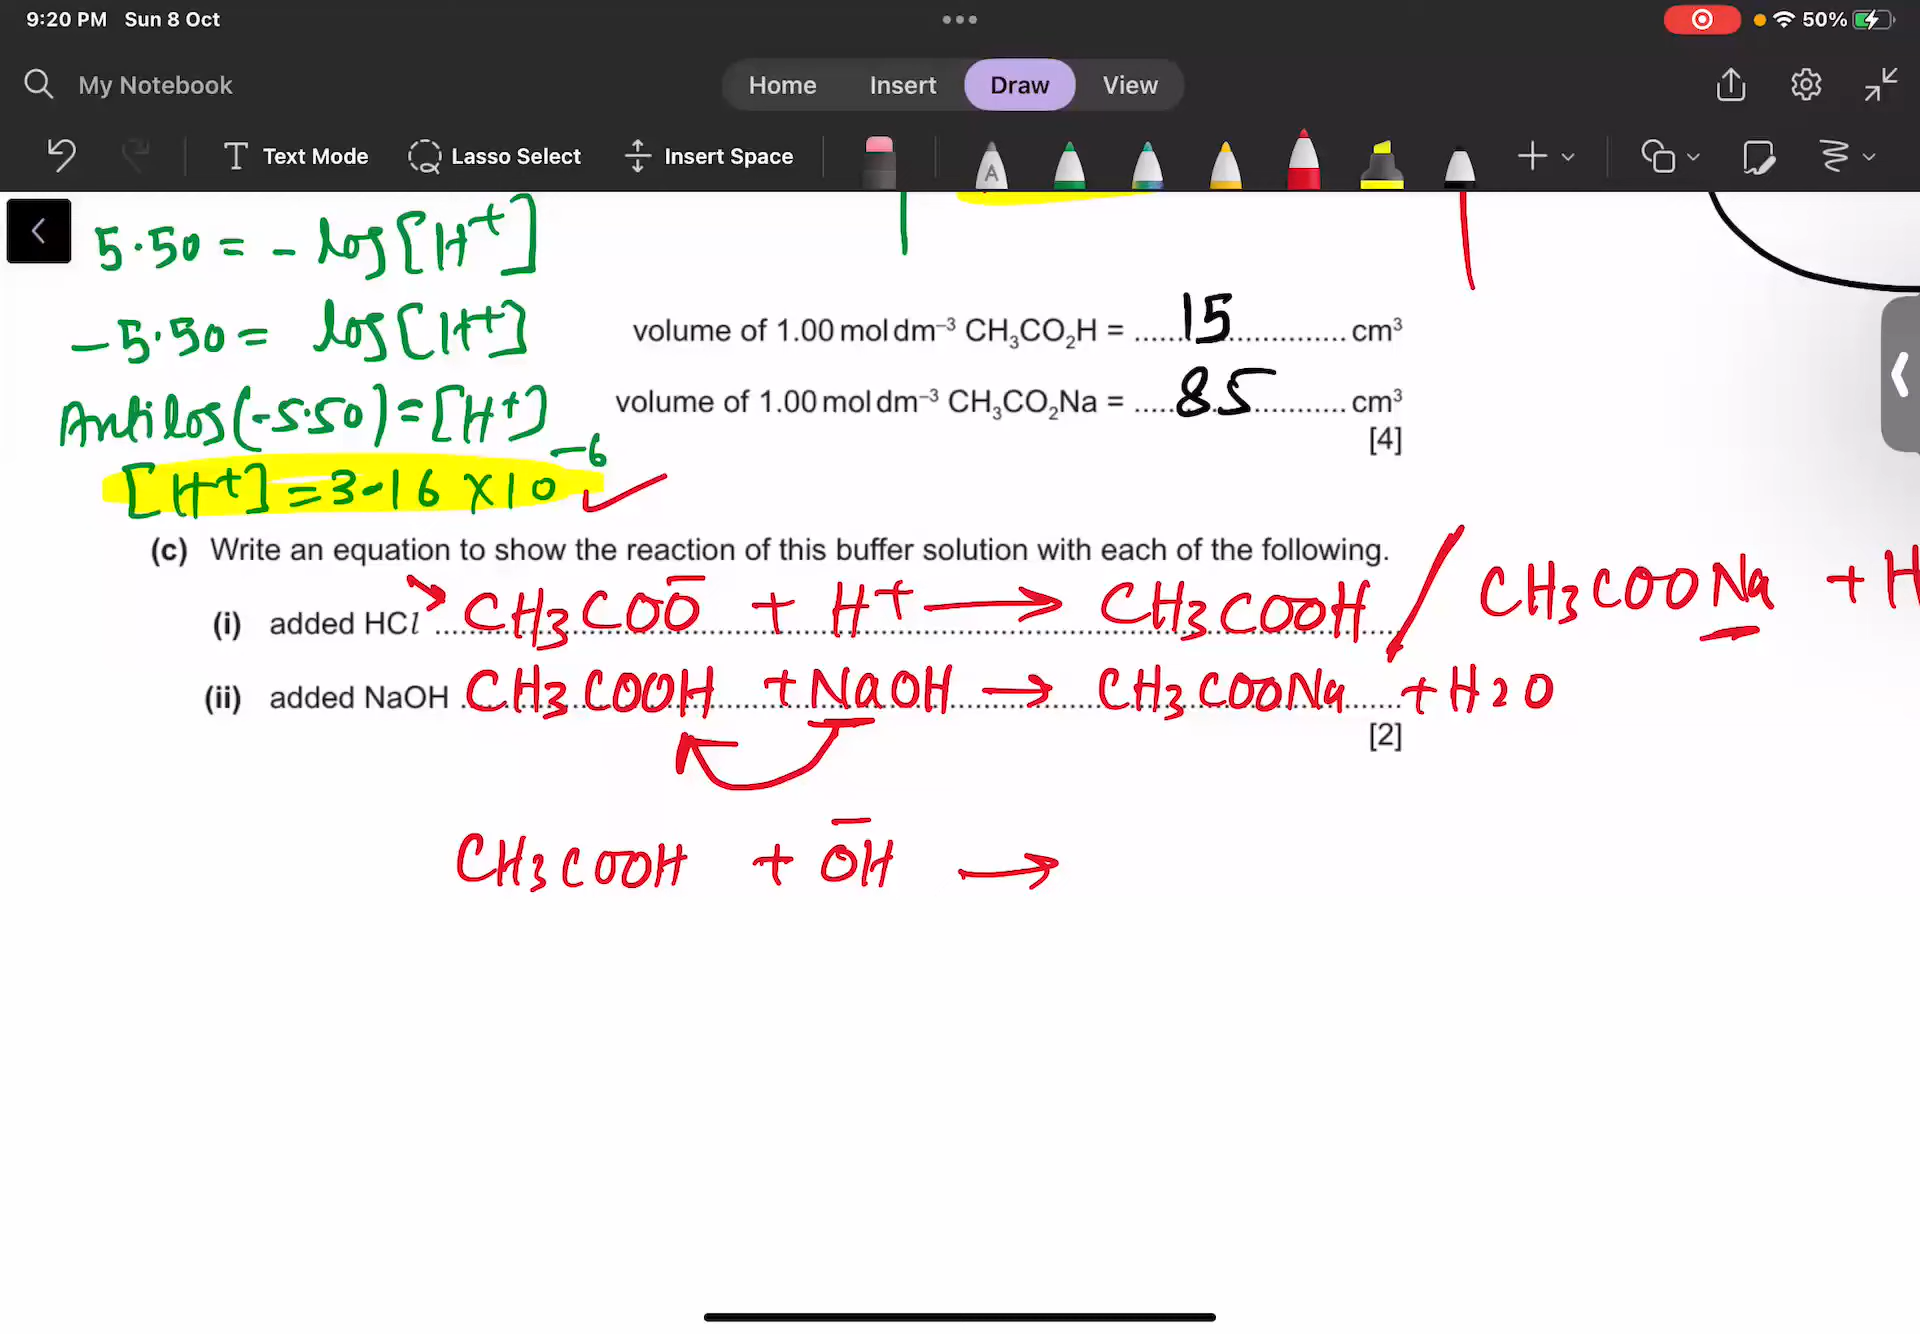 9:20 PM Sun 8 Oct
50%
My Notebook
Home Insert Draw View
Text Mode Lasso Select Insert Space
A
5.50 = - log[H+]
-5.50 = log[H+]
Antilog(-5.50) = [H+]
[H+] = 3.16 x 10⁻⁶
volume of 1.00 mol dm⁻³ CH₃CO₂H = 15 cm³
volume of 1.00 mol dm⁻³ CH₃CO₂Na = 85 cm³
[4]
(c) Write an equation to show the reaction of this buffer solution with each of the following.
(i) added HCl CH3COO⁻ + H+ → CH3COOH / CH3COONa + H
(ii) added NaOH CH3COOH + NaOH → CH3COONa + H2O
[2]
CH3COOH + O⁻H →